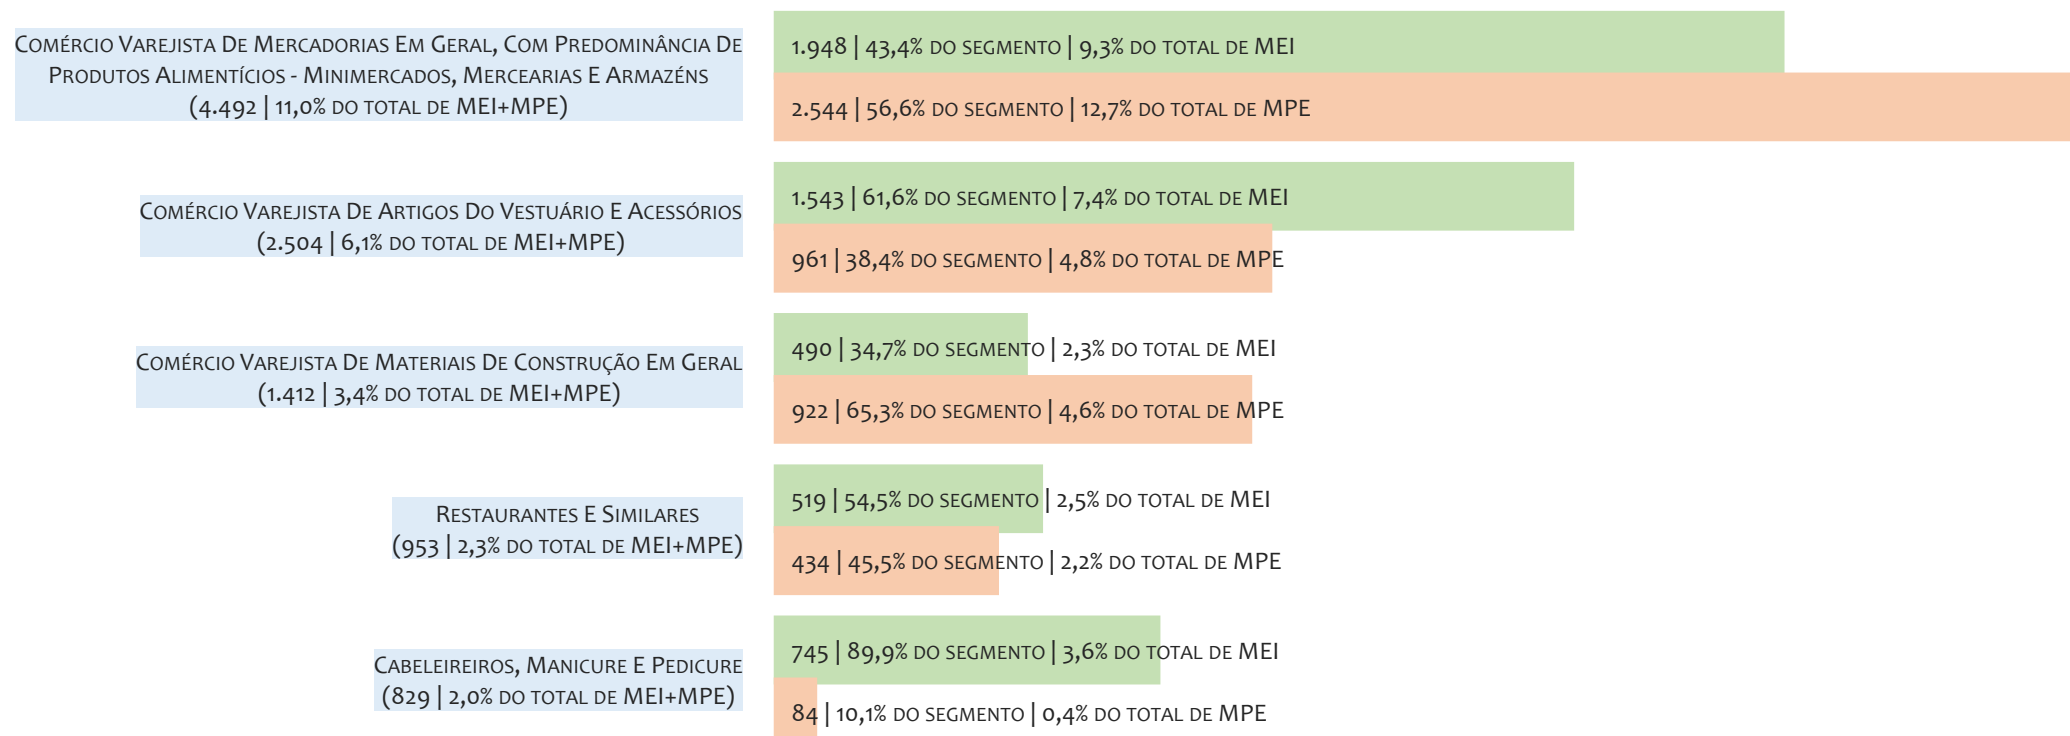 Comércio Varejista De Mercadorias Em Geral, Com Predominância De
Produtos Alimentícios - Minimercados, Mercearias E Armazéns
(4.492 | 11,0% do total de MEI+MPE)
1.948 | 43,4% do segmento | 9,3% do total de MEI
2.544 | 56,6% do segmento | 12,7% do total de MPE
Comércio Varejista De Artigos Do Vestuário E Acessórios
(2.504 | 6,1% do total de MEI+MPE)
1.543 | 61,6% do segmento | 7,4% do total de MEI
961 | 38,4% do segmento | 4,8% do total de MPE
Comércio Varejista De Materiais De Construção Em Geral
(1.412 | 3,4% do total de MEI+MPE)
490 | 34,7% do segmento | 2,3% do total de MEI
922 | 65,3% do segmento | 4,6% do total de MPE
Restaurantes E Similares
(953 | 2,3% do total de MEI+MPE)
519 | 54,5% do segmento | 2,5% do total de MEI
434 | 45,5% do segmento | 2,2% do total de MPE
Cabeleireiros, Manicure E Pedicure
(829 | 2,0% do total de MEI+MPE)
745 | 89,9% do segmento | 3,6% do total de MEI
84 | 10,1% do segmento | 0,4% do total de MPE